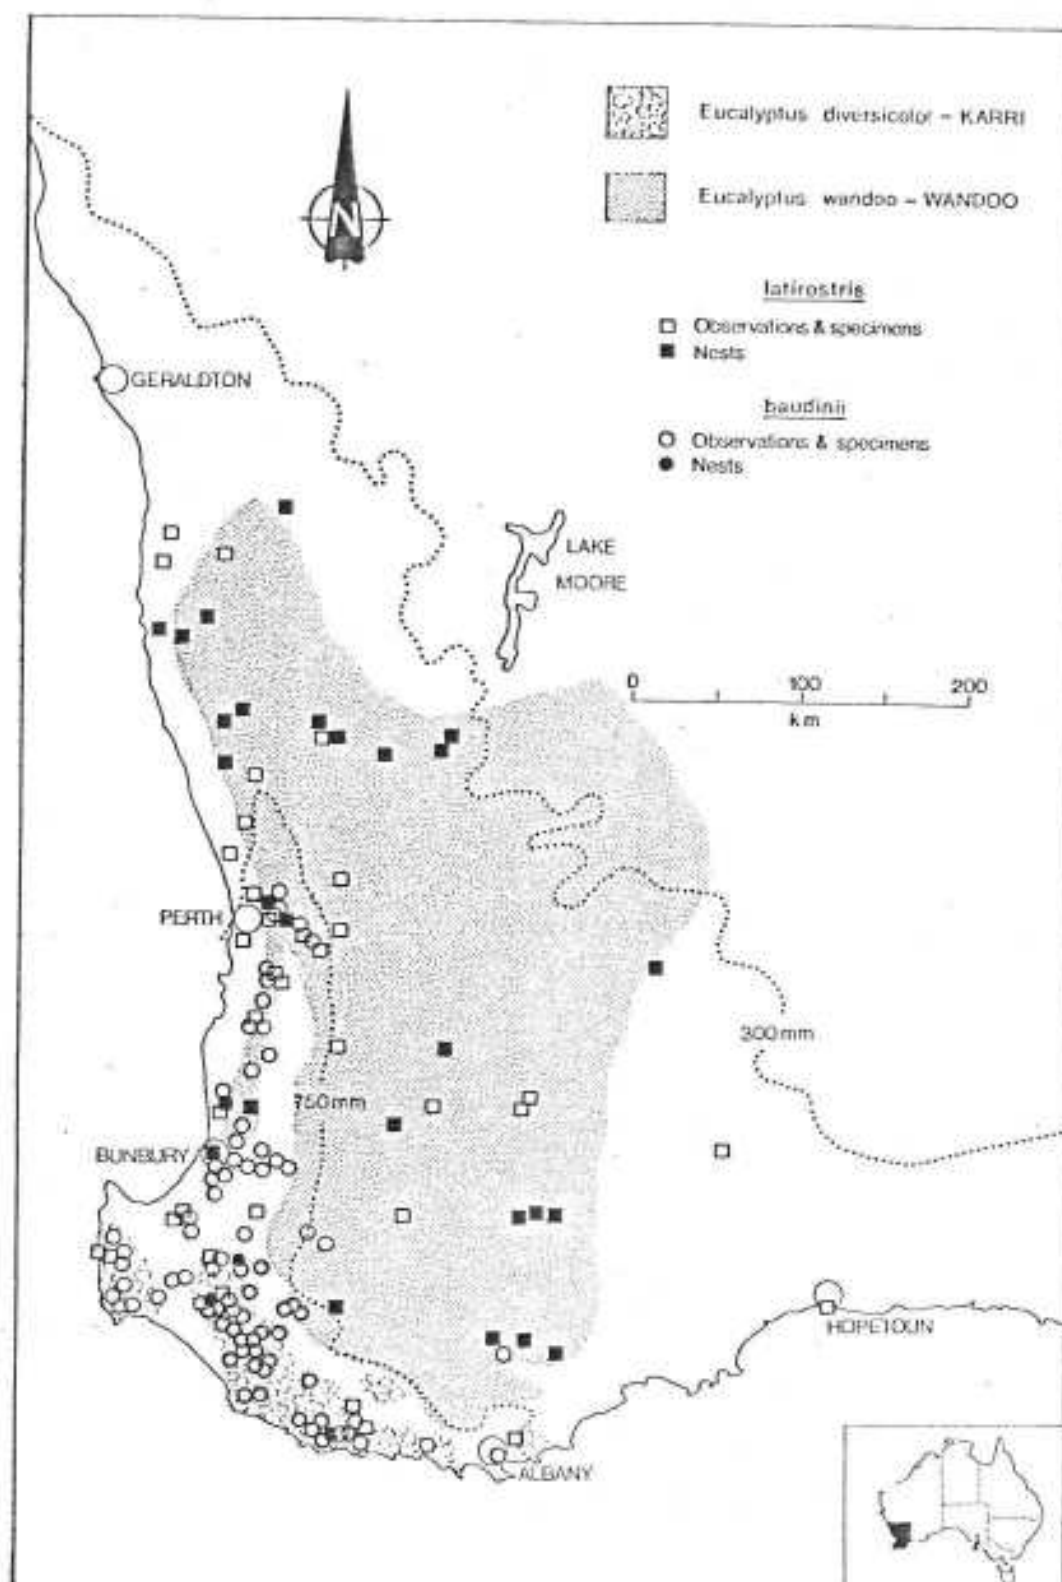 Eucalyptus diversicolor – KARRI
N
Eucalyptus wandoo – WANDOO
latirostris
Observations & specimens
Nests
GERALDTON
baudinii
Observations & specimens
Nests
LAKE
MOORE
0 100 200
km
PERTH
300mm
750mm
BUNBURY
HOPETOUN
ALBANY